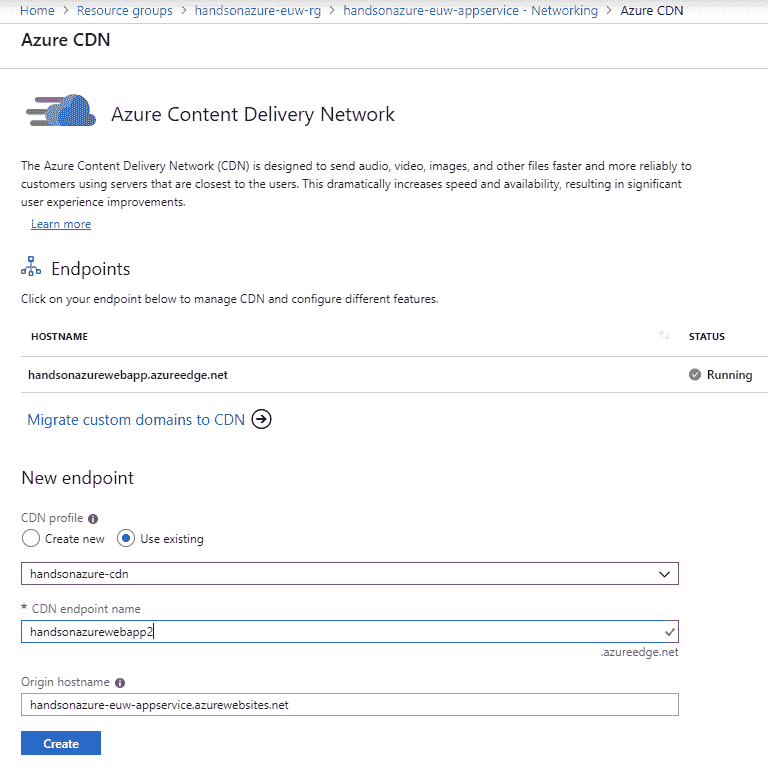 Home > Resource groups > handsonazure-euw-rg > handsonazure-euw-appservice - Networking > Azure CDN
Azure CDN
Azure Content Delivery Network
The Azure Content Delivery Network (CDN) is designed to send audio, video, images, and other files faster and more reliably to
customers using servers that are closest to the users. This dramatically increases speed and availability, resulting in significant
user experience improvements.
Learn more
Endpoints
Click on your endpoint below to manage CDN and configure different features.
HOSTNAME ↑↓ STATUS
handsonazurewebapp.azureedge.net Running
Migrate custom domains to CDN
New endpoint
CDN profile
Create new Use existing
handsonazure-cdn
* CDN endpoint name
handsonazurewebapp2
.azureedge.net
Origin hostname
handsonazure-euw-appservice.azurewebsites.net
Create